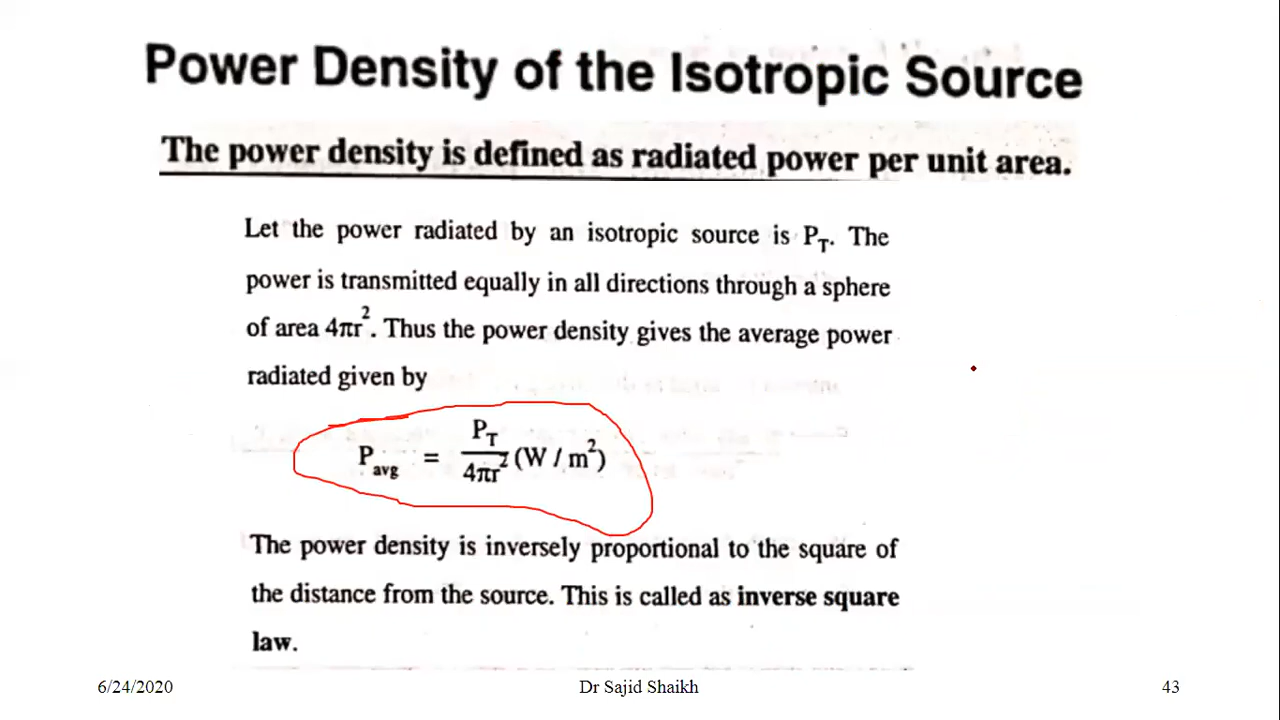 Power Density of the Isotropic Source
The power density is defined as radiated power per unit area.
Let the power radiated by an isotropic source is P_T. The
power is transmitted equally in all directions through a sphere
of area 4πr². Thus the power density gives the average power
radiated given by
P_avg = P_T / 4πr² (W / m²)
The power density is inversely proportional to the square of
the distance from the source. This is called as inverse square
law.
6/24/2020 Dr Sajid Shaikh 43